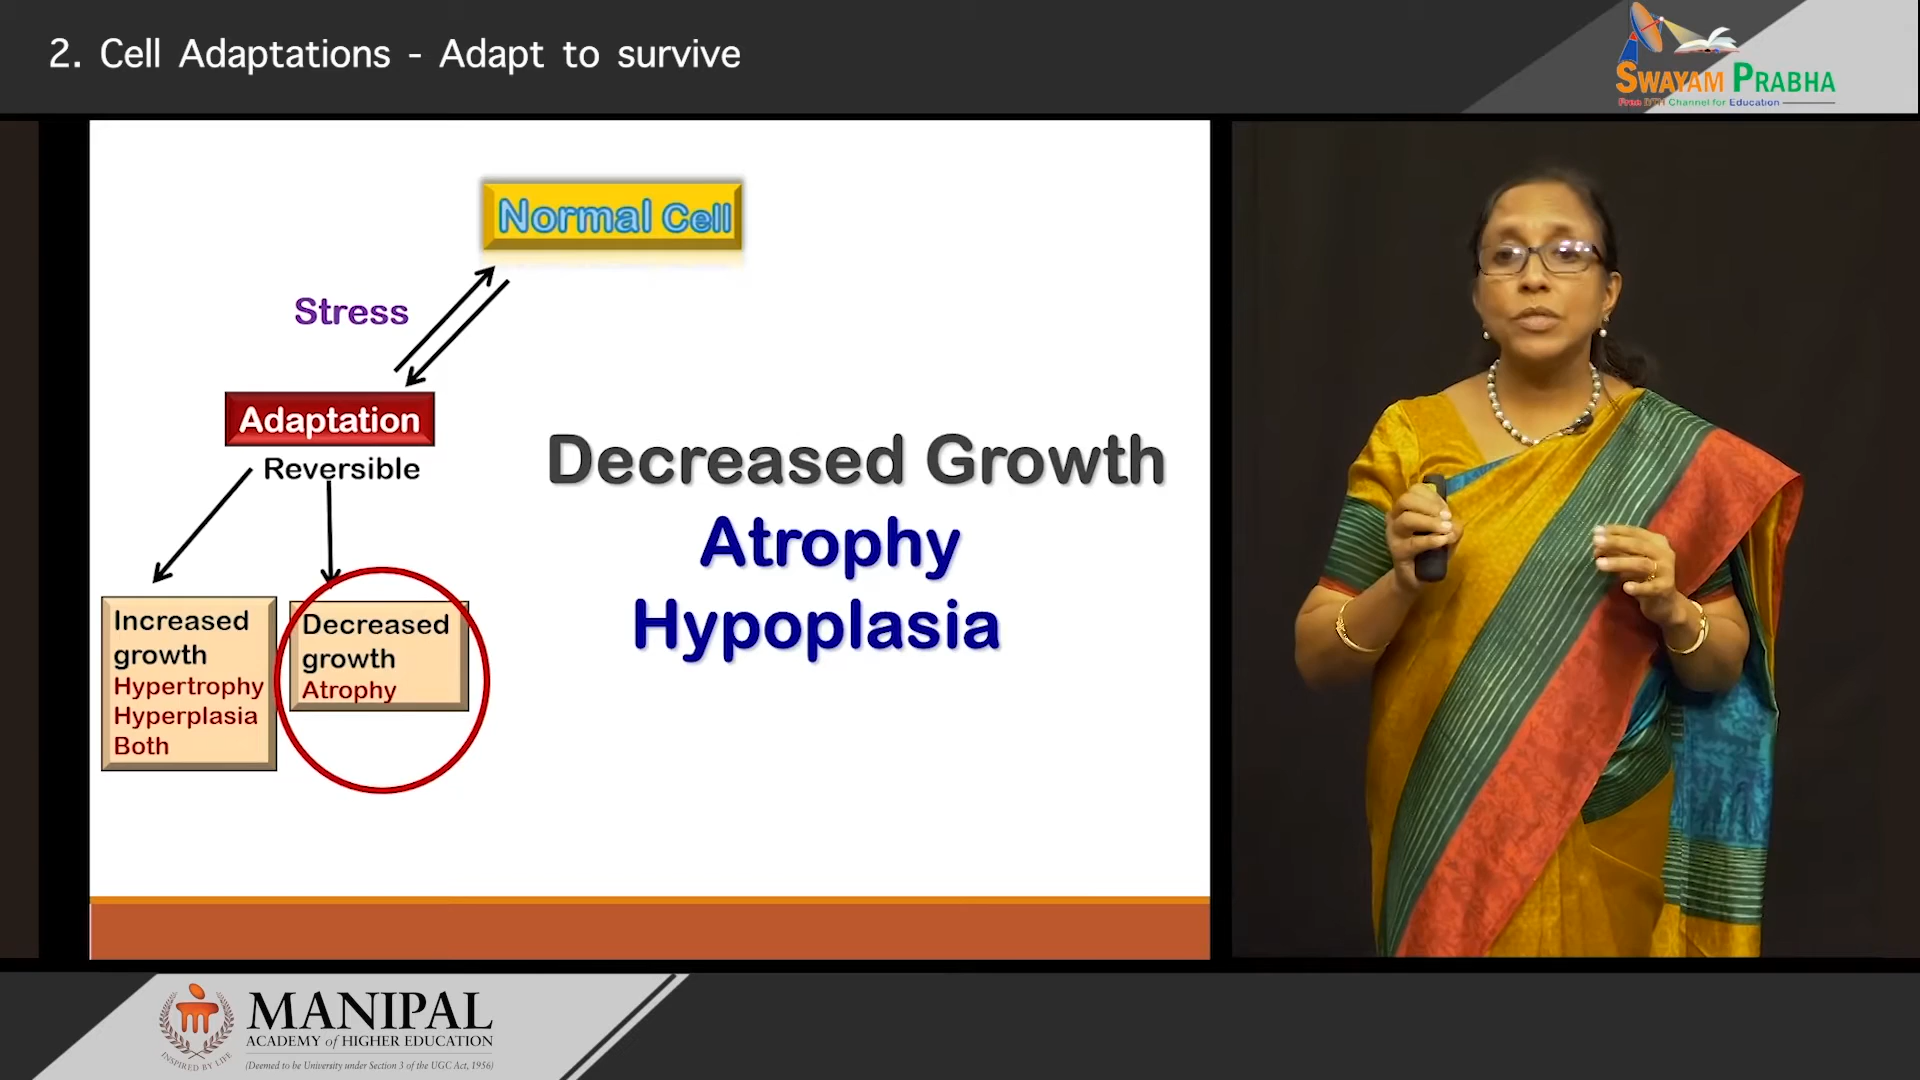 2. Cell Adaptations - Adapt to survive
SWAYAM PRABHA
Free DTH Channel for Education
Normal Cell
Stress
Adaptation
Reversible
Increased
growth
Hypertrophy
Hyperplasia
Both
Decreased
growth
Atrophy
Decreased Growth
Atrophy
Hypoplasia
INSPIRED BY LIFE
MANIPAL
ACADEMY of HIGHER EDUCATION
(Deemed to be University under Section 3 of the UGC Act, 1956)